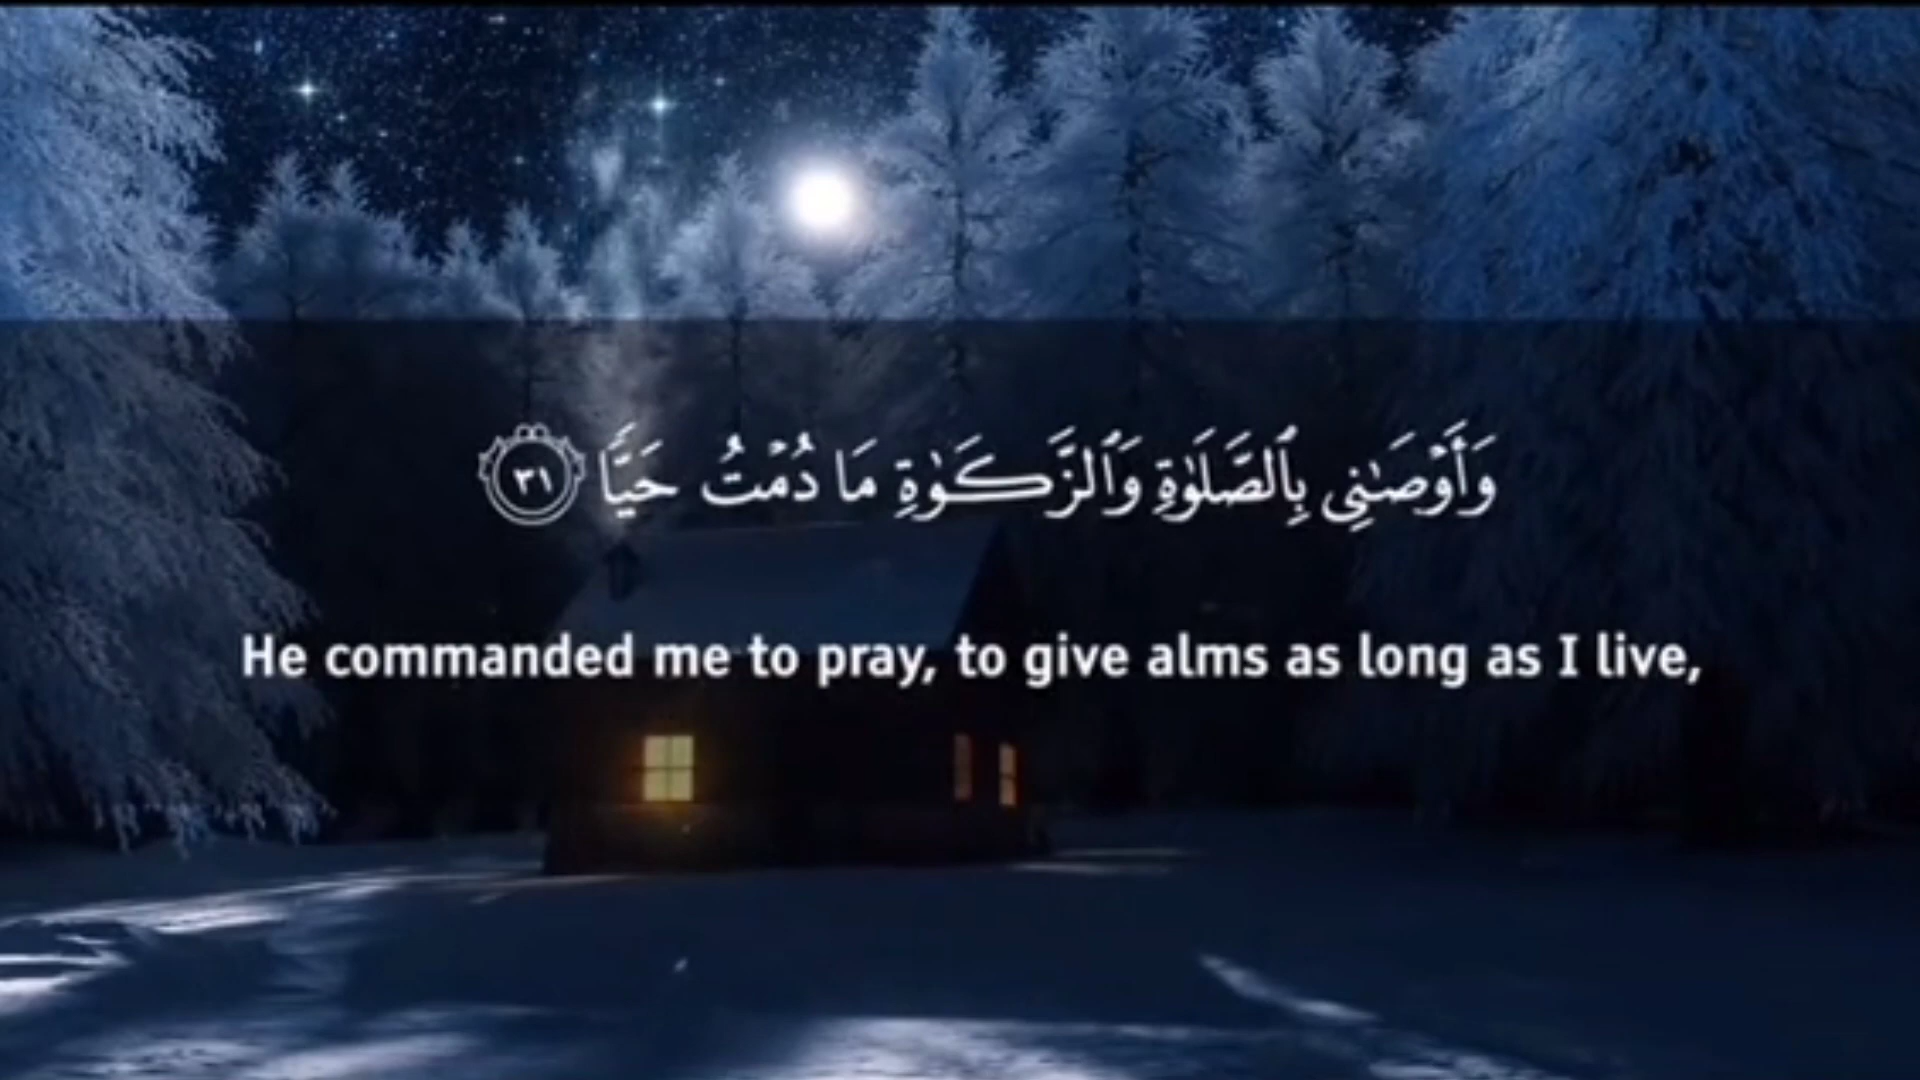 وَأَوْصَـٰنِى بِٱلصَّلَوٰةِ وَٱلزَّكَوٰةِ مَا دُمْتُ حَيًّا ٣١
He commanded me to pray, to give alms as long as I live,